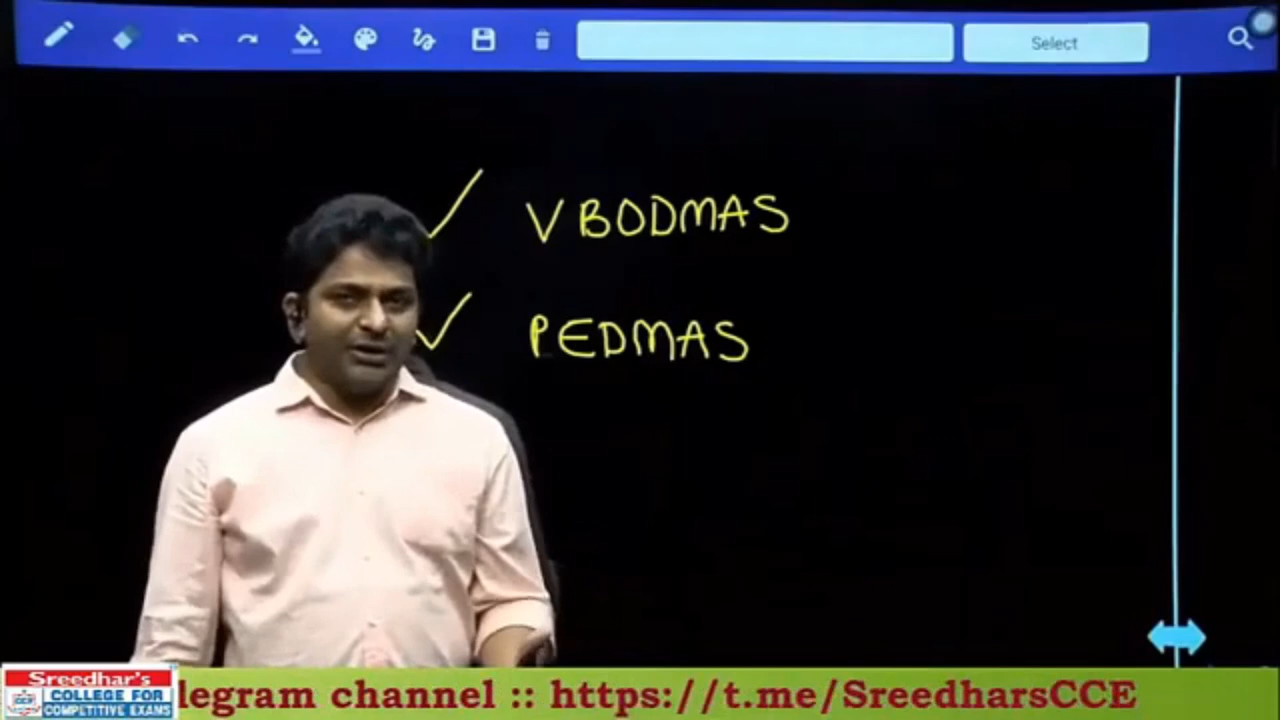 Select
VBODMAS
PEDMAS
Sreedhar's
COLLEGE FOR
COMPETITIVE EXAMS
legram channel :: https://t.me/SreedharsCCE